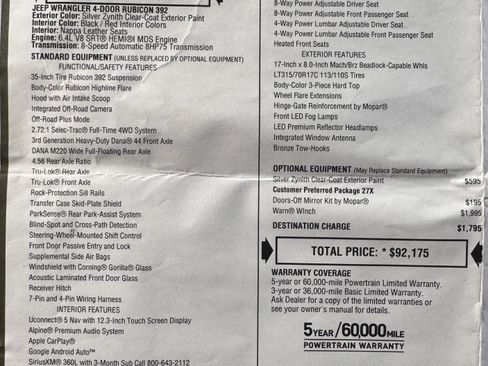 JEEP WRANGLER 4-DOOR RUBICON 392
Exterior Color: Silver Zynith Clear-Coat Exterior Paint
Interior Color: Black / Red Interior Colors
Interior: Nappa Leather Seats
Engine: 6.4L V8 SRT® HEMI® MDS Engine
Transmission: 8-Speed Automatic 8HP75 Transmission
STANDARD EQUIPMENT (UNLESS REPLACED BY OPTIONAL EQUIPMENT)
FUNCTIONAL/SAFETY FEATURES
35-Inch Tire Rubicon 392 Suspension
Body-Color Rubicon Highline Flare
Hood with Air Intake Scoop
Integrated Off-Road Camera
Off-Road Plus Mode
2.72:1 Selec-Trac® Full-Time 4WD System
3rd Generation Heavy-Duty Dana® 44 Front Axle
DANA M220 Wide Full-Floating Rear Axle
4.56 Rear Axle Ratio
Tru-Lok® Rear Axle
Tru-Lok® Front Axle
Rock-Protection Sill Rails
Transfer Case Skid-Plate Shield
ParkSense® Rear Park-Assist System
Blind-Spot and Cross-Path Detection
Steering-Wheel-Mounted Shift Control
Front Door Passive Entry and Lock
Supplemental Side Air Bags
Windshield with Corning® Gorilla® Glass
Acoustic Laminated Front Door Glass
Receiver Hitch
7-Pin and 4-Pin Wiring Harness
INTERIOR FEATURES
Uconnect® 5 Nav with 12.3-Inch Touch Screen Display
Alpine® Premium Audio System
Apple CarPlay®
Google Android Auto™
SiriusXM® 360L with 3-Month Sub Call 800-643-2112
8-Way Power Adjustable Driver Seat
8-Way Power Adjustable Front Passenger Seat
4-Way Power Lumbar Adjustable Driver Seat
4-Way Power Lumbar Adjustment Front Passenger Seat
Heated Front Seats
EXTERIOR FEATURES
17-Inch x 8.0-Inch Mach/Brz Beadlock-Capable Whls
LT315/70R17C 113/110S Tires
Body-Color 3-Piece Hard Top
Wheel Flare Extensions
Hinge-Gate Reinforcement by Mopar®
Front LED Fog Lamps
LED Premium Reflector Headlamps
Integrated Window Antenna
Bronze Tow-Hooks
OPTIONAL EQUIPMENT (May Replace Standard Equipment)
Silver Zynith Clear-Coat Exterior Paint $595
Customer Preferred Package 27X
Doors-Off Mirror Kit by Mopar® $195
Warn® Winch $1,995
DESTINATION CHARGE $1,795
TOTAL PRICE: * $92,175
WARRANTY COVERAGE
5-year or 60,000-mile Powertrain Limited Warranty.
3-year or 36,000-mile Basic Limited Warranty.
Ask Dealer for a copy of the limited warranties or
see your owner's manual for details.
5YEAR/60,000MILE
POWERTRAIN WARRANTY